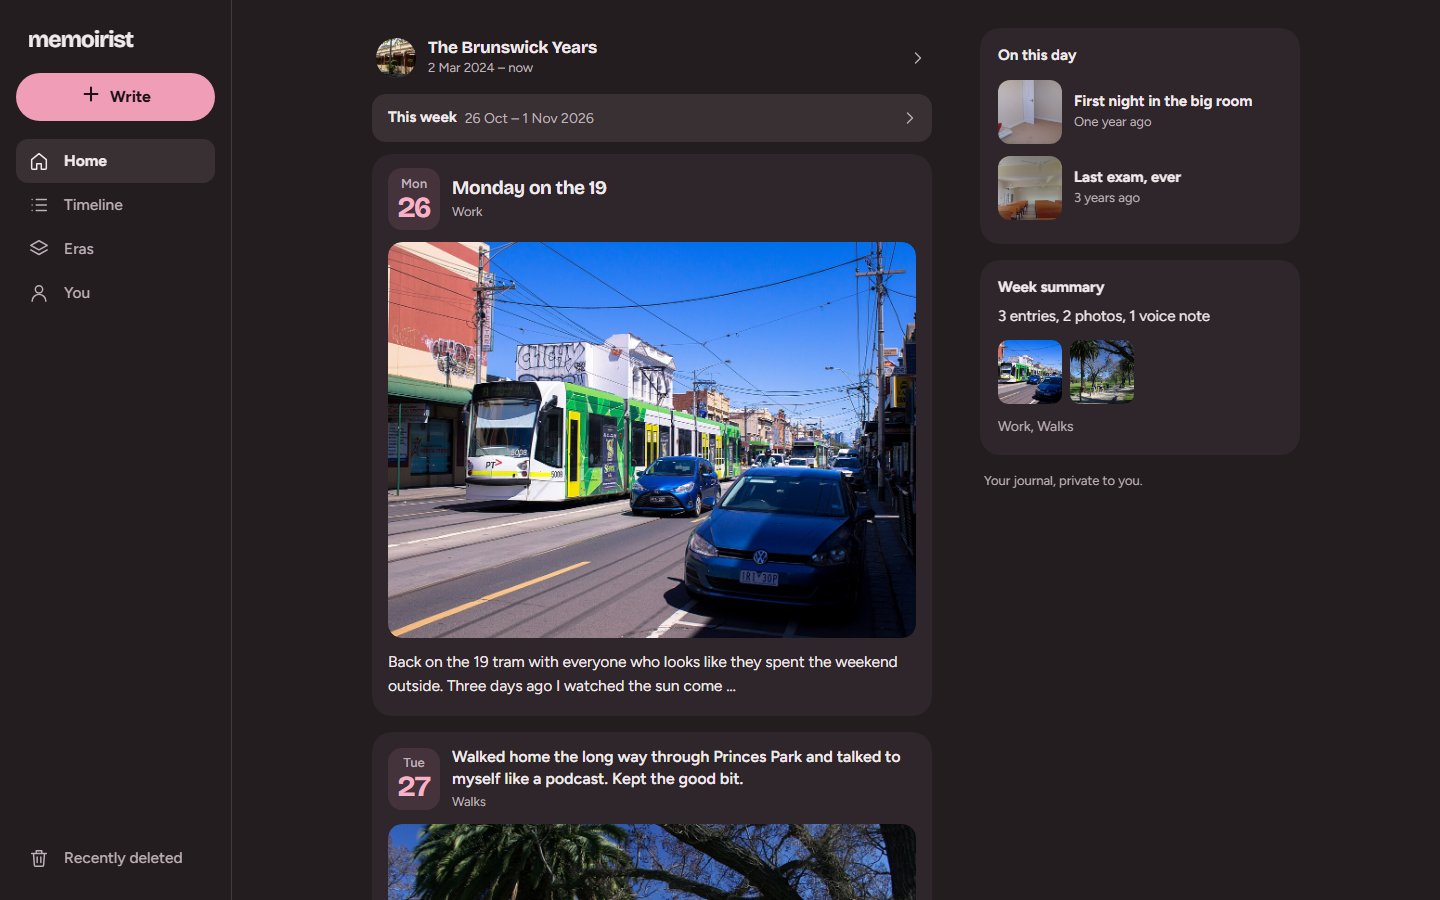 memoirist
Write
Home
Timeline
Eras
You
Recently deleted
The Brunswick Years
2 Mar 2024 – now
This week 26 Oct – 1 Nov 2026
Mon
26
Monday on the 19
Work
PT>
5008
5008
1RI 3OP
Back on the 19 tram with everyone who looks like they spent the weekend
outside. Three days ago I watched the sun come ...
Tue
27
Walked home the long way through Princes Park and talked to
myself like a podcast. Kept the good bit.
Walks
On this day
First night in the big room
One year ago
Last exam, ever
3 years ago
Week summary
3 entries, 2 photos, 1 voice note
Work, Walks
Your journal, private to you.